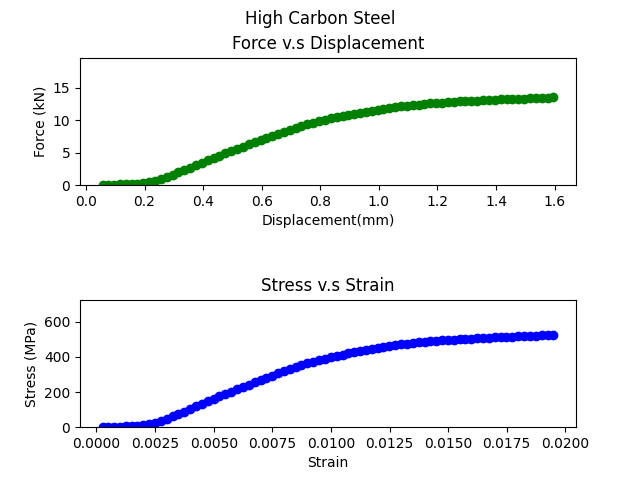 High Carbon Steel
Force v.s Displacement
Force (kN)
15
10
5
0
0.0 0.2 0.4 0.6 0.8 1.0 1.2 1.4 1.6
Displacement(mm)
Stress v.s Strain
Stress (MPa)
600
400
200
0
0.0000 0.0025 0.0050 0.0075 0.0100 0.0125 0.0150 0.0175 0.0200
Strain